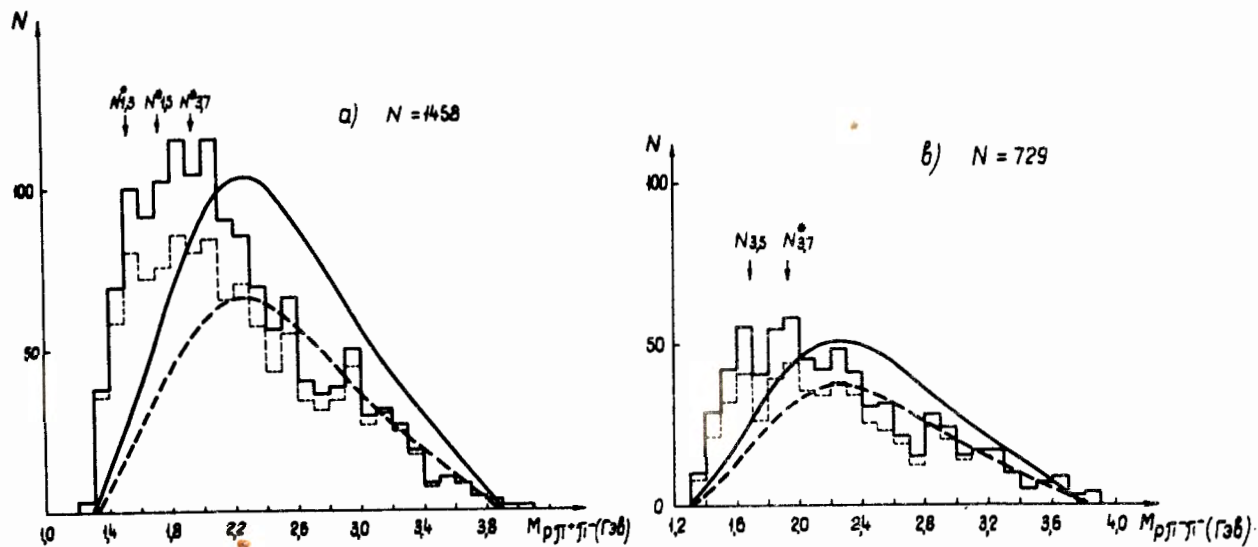 N
N*1,3 N*1,5 N*3,7
а) N = 1458
100
50
1,0 1,4 1,8 2,2 2,6 3,0 3,4 3,8 Mpπ+π-(Гэв)
N
в) N = 729
100
N3,5 N*3,7
50
0
1,2 1,6 2,0 2,4 2,8 3,2 3,6 4,0 Mpπ-π-(Гэв)